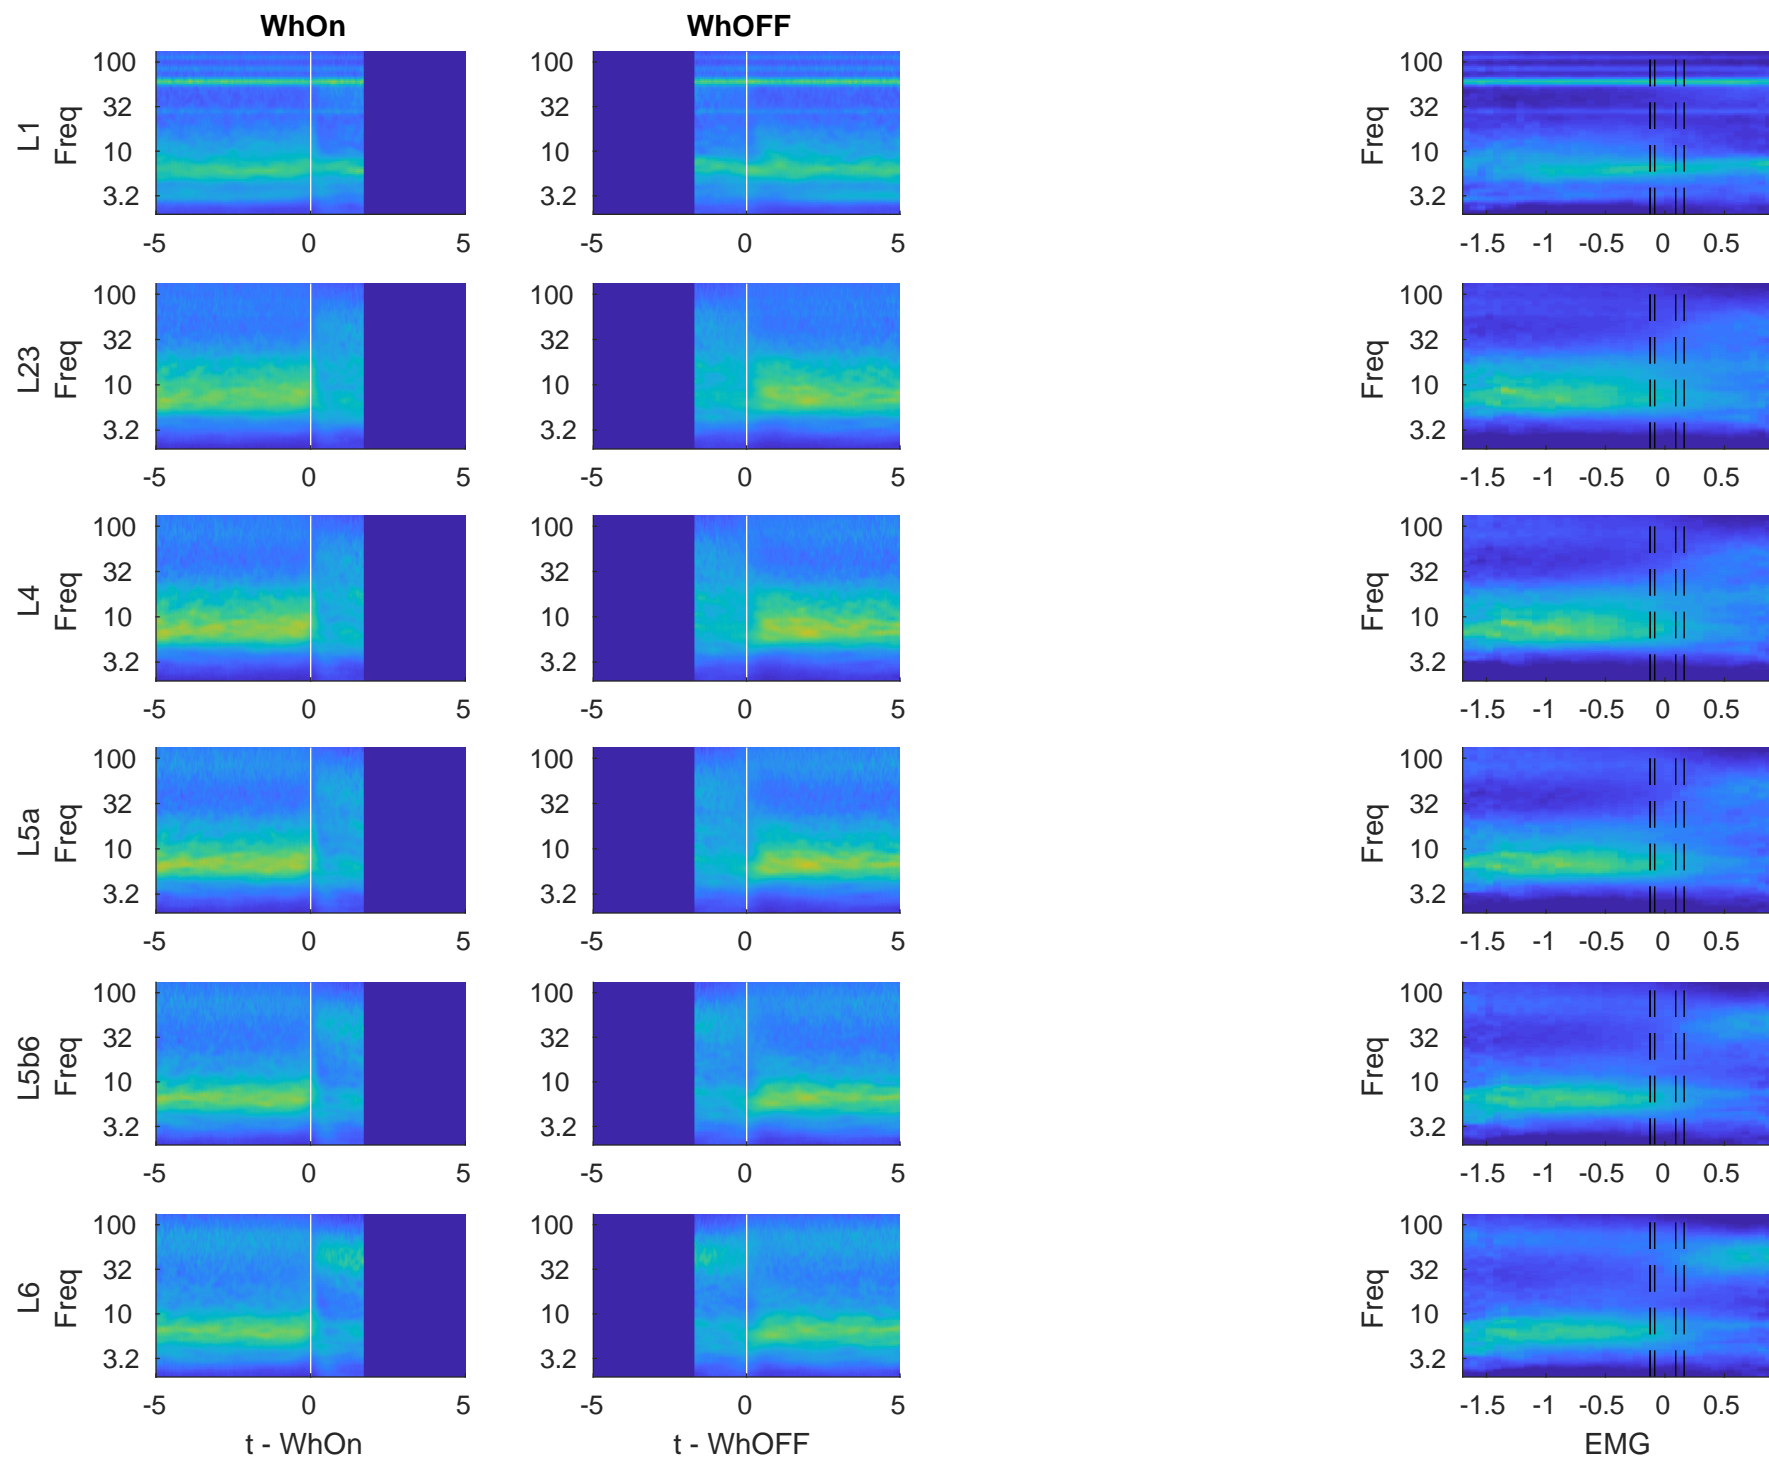 WhOn WhOFF
L1 Freq 100 32 10 3.2 100 32 10 3.2 Freq 100 32 10 3.2
-5 0 5 -5 0 5 -1.5 -1 -0.5 0 0.5
L23 Freq 100 32 10 3.2 100 32 10 3.2 Freq 100 32 10 3.2
-5 0 5 -5 0 5 -1.5 -1 -0.5 0 0.5
L4 Freq 100 32 10 3.2 100 32 10 3.2 Freq 100 32 10 3.2
-5 0 5 -5 0 5 -1.5 -1 -0.5 0 0.5
L5a Freq 100 32 10 3.2 100 32 10 3.2 Freq 100 32 10 3.2
-5 0 5 -5 0 5 -1.5 -1 -0.5 0 0.5
L5b6 Freq 100 32 10 3.2 100 32 10 3.2 Freq 100 32 10 3.2
-5 0 5 -5 0 5 -1.5 -1 -0.5 0 0.5
L6 Freq 100 32 10 3.2 100 32 10 3.2 Freq 100 32 10 3.2
-5 0 5 -5 0 5 -1.5 -1 -0.5 0 0.5
t - WhOn t - WhOFF EMG